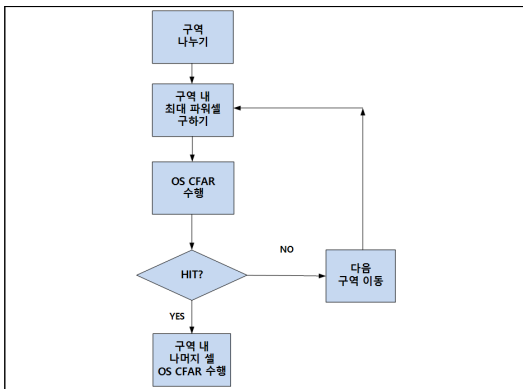 구역
나누기
구역 내
최대 파워셀
구하기
OS CFAR
수행
HIT?
NO
다음
구역 이동
YES
구역 내
나머지 셀
OS CFAR 수행